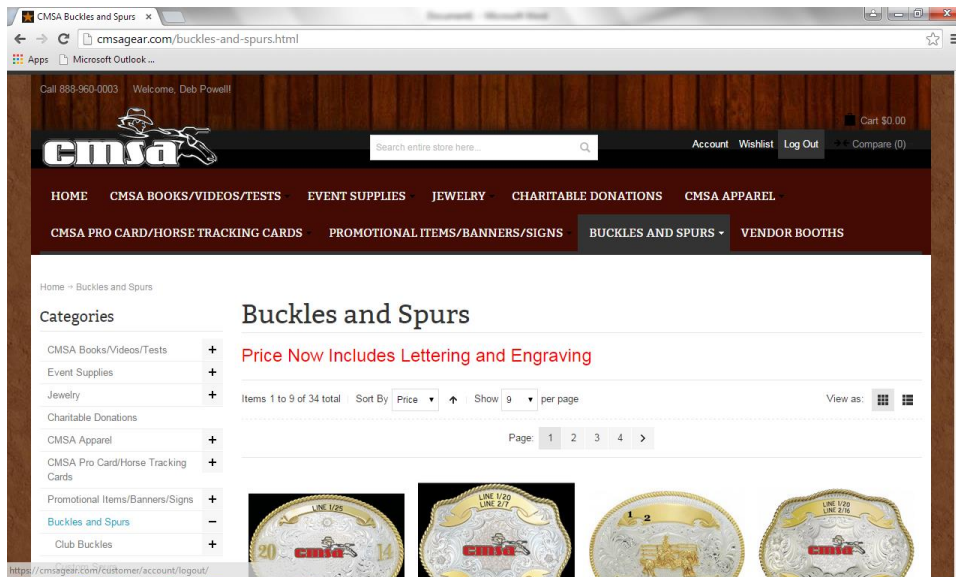 CMSA Buckles and Spurs
cmsagear.com/buckles-and-spurs.html
Apps Microsoft Outlook ...
Call 888-960-0003 Welcome, Deb Powell!
Cart $0.00
cmsa
Search entire store here...
Account Wishlist Log Out Compare (0)
HOME CMSA BOOKS/VIDEOS/TESTS EVENT SUPPLIES JEWELRY CHARITABLE DONATIONS CMSA APPAREL
CMSA PRO CARD/HORSE TRACKING CARDS PROMOTIONAL ITEMS/BANNERS/SIGNS BUCKLES AND SPURS VENDOR BOOTHS
Home → Buckles and Spurs
Categories
CMSA Books/Videos/Tests +
Event Supplies +
Jewelry +
Charitable Donations
CMSA Apparel +
CMSA Pro Card/Horse Tracking +
Cards
Promotional Items/Banners/Signs +
Buckles and Spurs −
Club Buckles +
Buckles and Spurs
Price Now Includes Lettering and Engraving
Items 1 to 9 of 34 total Sort By Price Show 9 per page View as:
Page: 1 2 3 4
LINE 1/25
20 cmsa 14
LINE 1/20
LINE 2/7
cmsa
1 2
LINE 1/20
LINE 2/16
cmsa
https://cmsagear.com/customer/account/logout/